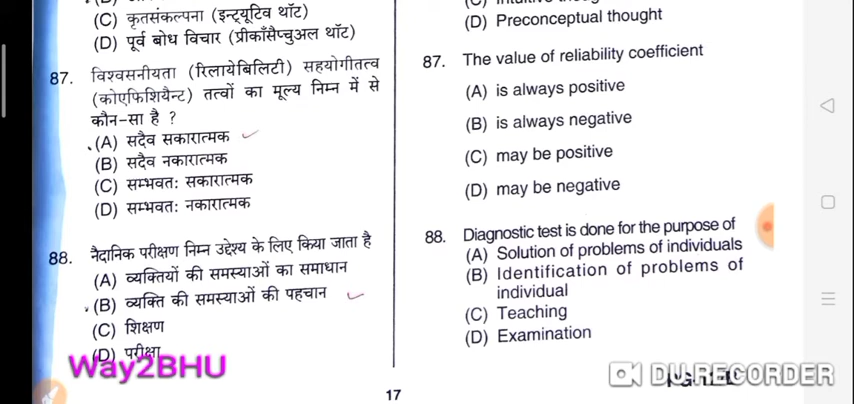 (C) कृतसंकल्पना (इन्ट्यूटिव थॉट)
(D) पूर्व बोध विचार (प्रीकाँसैप्चुअल थॉट)
87. विश्वसनीयता (रिलायेबिलिटी) सहयोगीतत्व
(कोएफिशियैन्ट) तत्वों का मूल्य निम्न में से
कौन-सा है ?
(A) सदैव सकारात्मक
(B) सदैव नकारात्मक
(C) सम्भवतः सकारात्मक
(D) सम्भवतः नकारात्मक
88. नैदानिक परीक्षण निम्न उद्देश्य के लिए किया जाता है
(A) व्यक्तियों की समस्याओं का समाधान
(B) व्यक्ति की समस्याओं की पहचान
(C) शिक्षण
(D) परीक्षा
Way2BHU
(D) Preconceptual thought
87. The value of reliability coefficient
(A) is always positive
(B) is always negative
(C) may be positive
(D) may be negative
88. Diagnostic test is done for the purpose of
(A) Solution of problems of individuals
(B) Identification of problems of
individual
(C) Teaching
(D) Examination
DU RECORDER
17